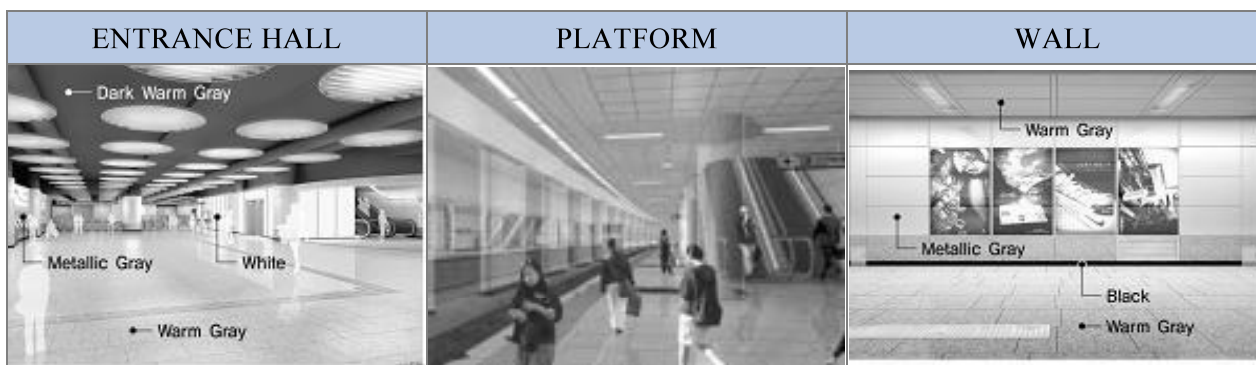 ENTRANCE HALL
PLATFORM
WALL
Dark Warm Gray
Metallic Gray
White
Warm Gray
Warm Gray
Metallic Gray
Black
Warm Gray